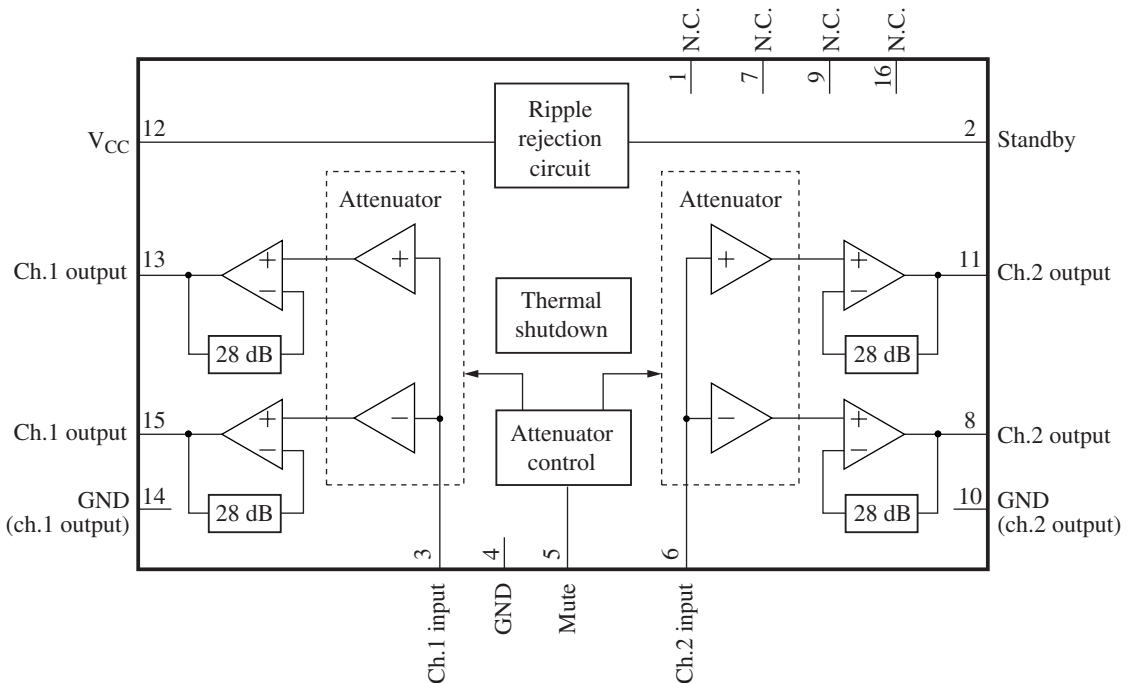 N.C.
N.C.
N.C.
N.C.
1
7
9
16
V_CC
12
Ripple
rejection
circuit
2
Standby
Attenuator
Attenuator
Ch.1 output
13
+
−
+
+
+
−
11
Ch.2 output
Thermal
shutdown
28 dB
28 dB
Ch.1 output
15
+
−
−
Attenuator
control
−
+
−
8
Ch.2 output
GND
(ch.1 output)
14
28 dB
28 dB
10
GND
(ch.2 output)
3
4
5
6
Ch.1 input
GND
Mute
Ch.2 input